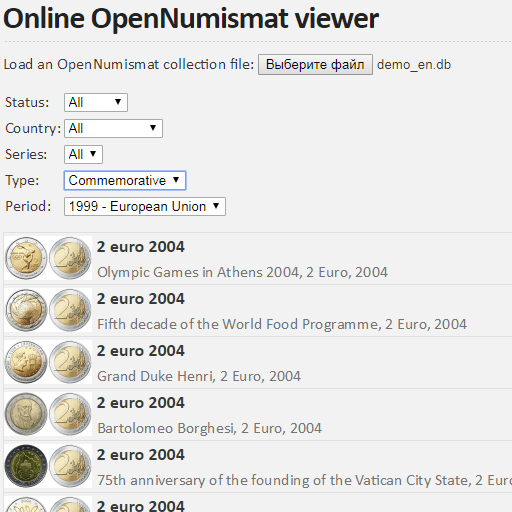 Online OpenNumismat viewer
Load an OpenNumismat collection file: Выберите файл demo_en.db
Status: All
Country: All
Series: All
Type: Commemorative
Period: 1999 - European Union
2 euro 2004
Olympic Games in Athens 2004, 2 Euro, 2004
2 euro 2004
Fifth decade of the World Food Programme, 2 Euro, 2004
2 euro 2004
Grand Duke Henri, 2 Euro, 2004
2 euro 2004
Bartolomeo Borghesi, 2 Euro, 2004
2 euro 2004
75th anniversary of the founding of the Vatican City State, 2 Eur
2 euro 2004